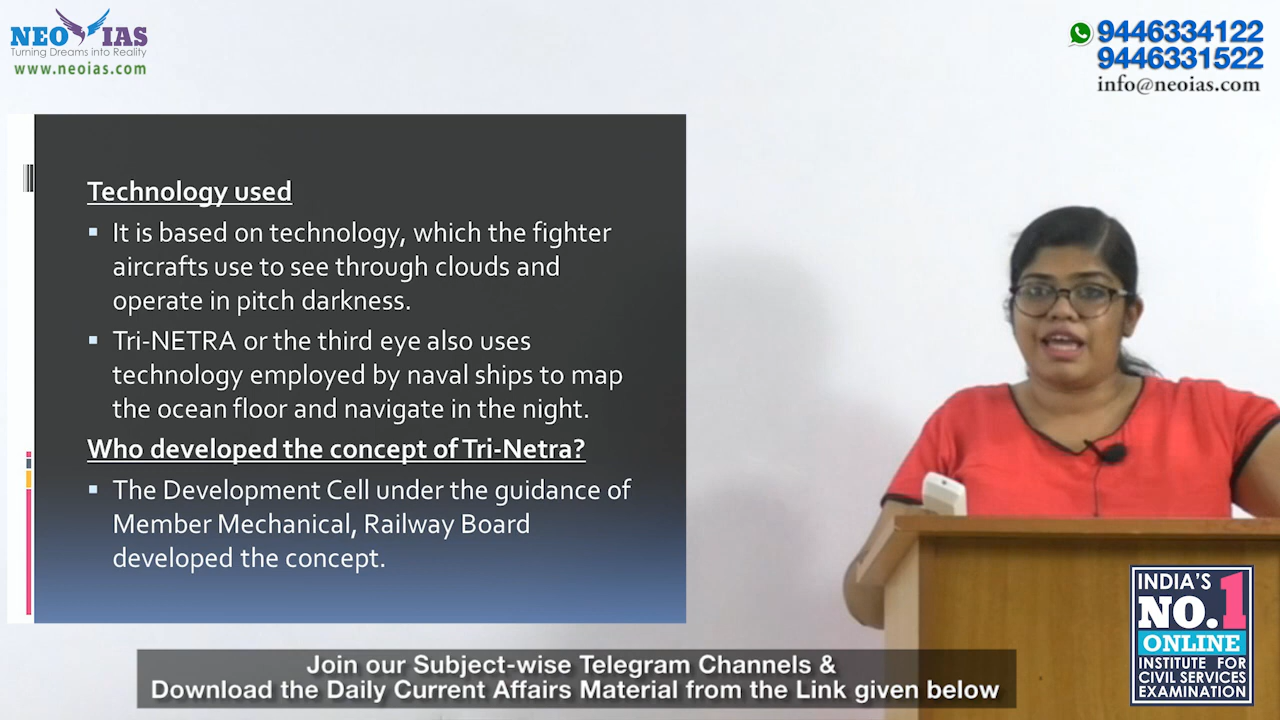 NEO IAS
Turning Dreams into Reality
www.neoias.com
9446334122
9446331522
info@neoias.com
Technology used
It is based on technology, which the fighter
aircrafts use to see through clouds and
operate in pitch darkness.
Tri-NETRA or the third eye also uses
technology employed by naval ships to map
the ocean floor and navigate in the night.
Who developed the concept of Tri-Netra?
The Development Cell under the guidance of
Member Mechanical, Railway Board
developed the concept.
INDIA'S
NO.1
ONLINE
INSTITUTE FOR
CIVIL SERVICES
EXAMINATION
Join our Subject-wise Telegram Channels &
Download the Daily Current Affairs Material from the Link given below